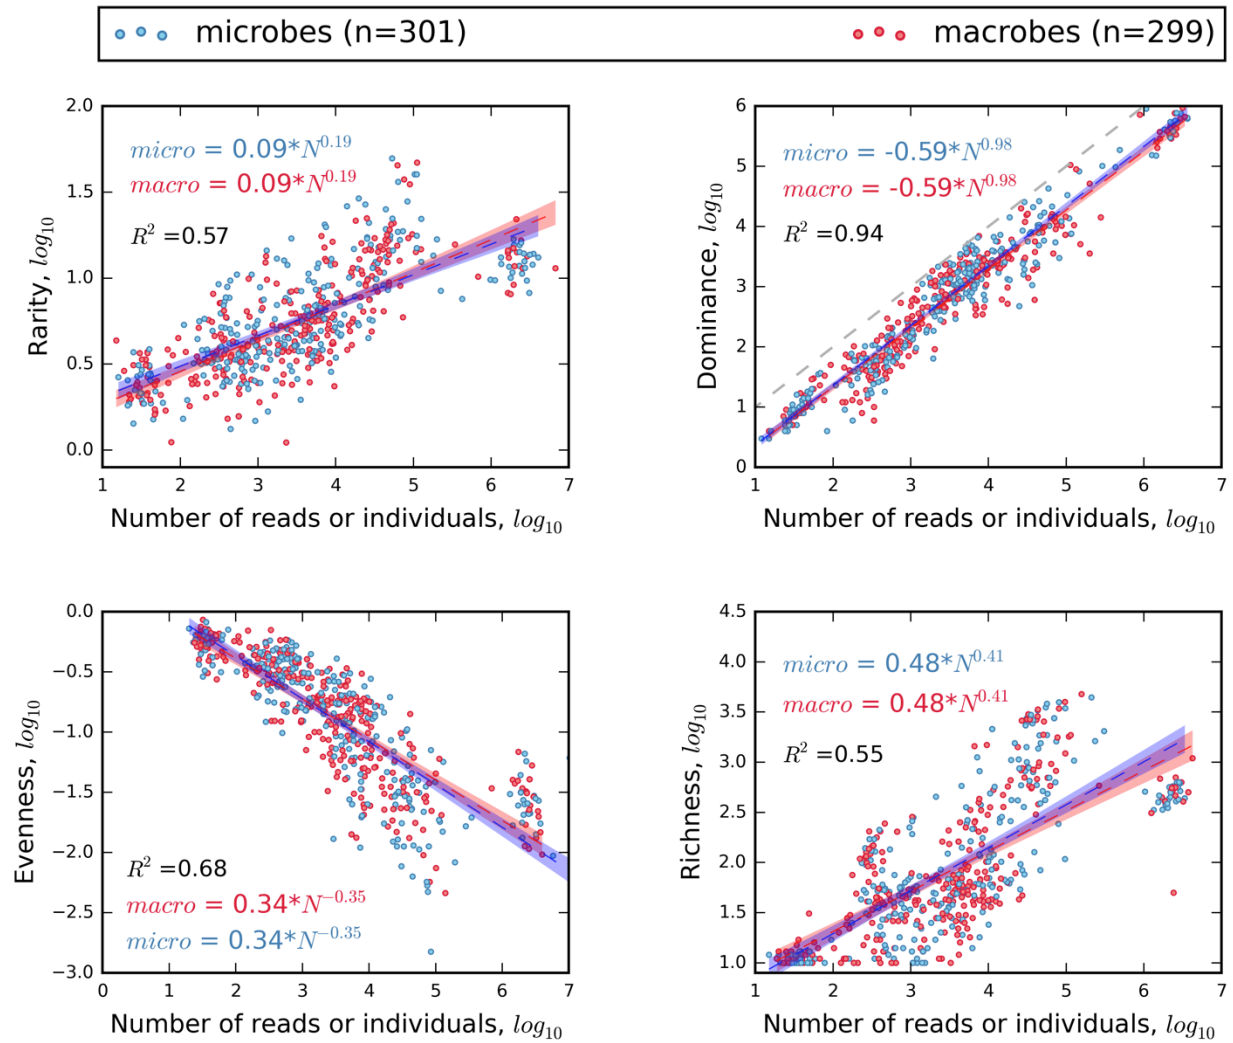 microbes (n=301) macrobes (n=299)
2.0
1.5
1.0
0.5
0.0
Rarity, log₁₀
micro = 0.09*N^0.19
macro = 0.09*N^0.19
R² =0.57
1 2 3 4 5 6 7
Number of reads or individuals, log₁₀
6
5
4
3
2
1
0
Dominance, log₁₀
micro = -0.59*N^0.98
macro = -0.59*N^0.98
R² =0.94
1 2 3 4 5 6 7
Number of reads or individuals, log₁₀
0.0
−0.5
−1.0
−1.5
−2.0
−2.5
−3.0
Evenness, log₁₀
R² =0.68
macro = 0.34*N^−0.35
micro = 0.34*N^−0.35
0 1 2 3 4 5 6 7
Number of reads or individuals, log₁₀
4.5
4.0
3.5
3.0
2.5
2.0
1.5
1.0
Richness, log₁₀
micro = 0.48*N^0.41
macro = 0.48*N^0.41
R² =0.55
1 2 3 4 5 6 7
Number of reads or individuals, log₁₀